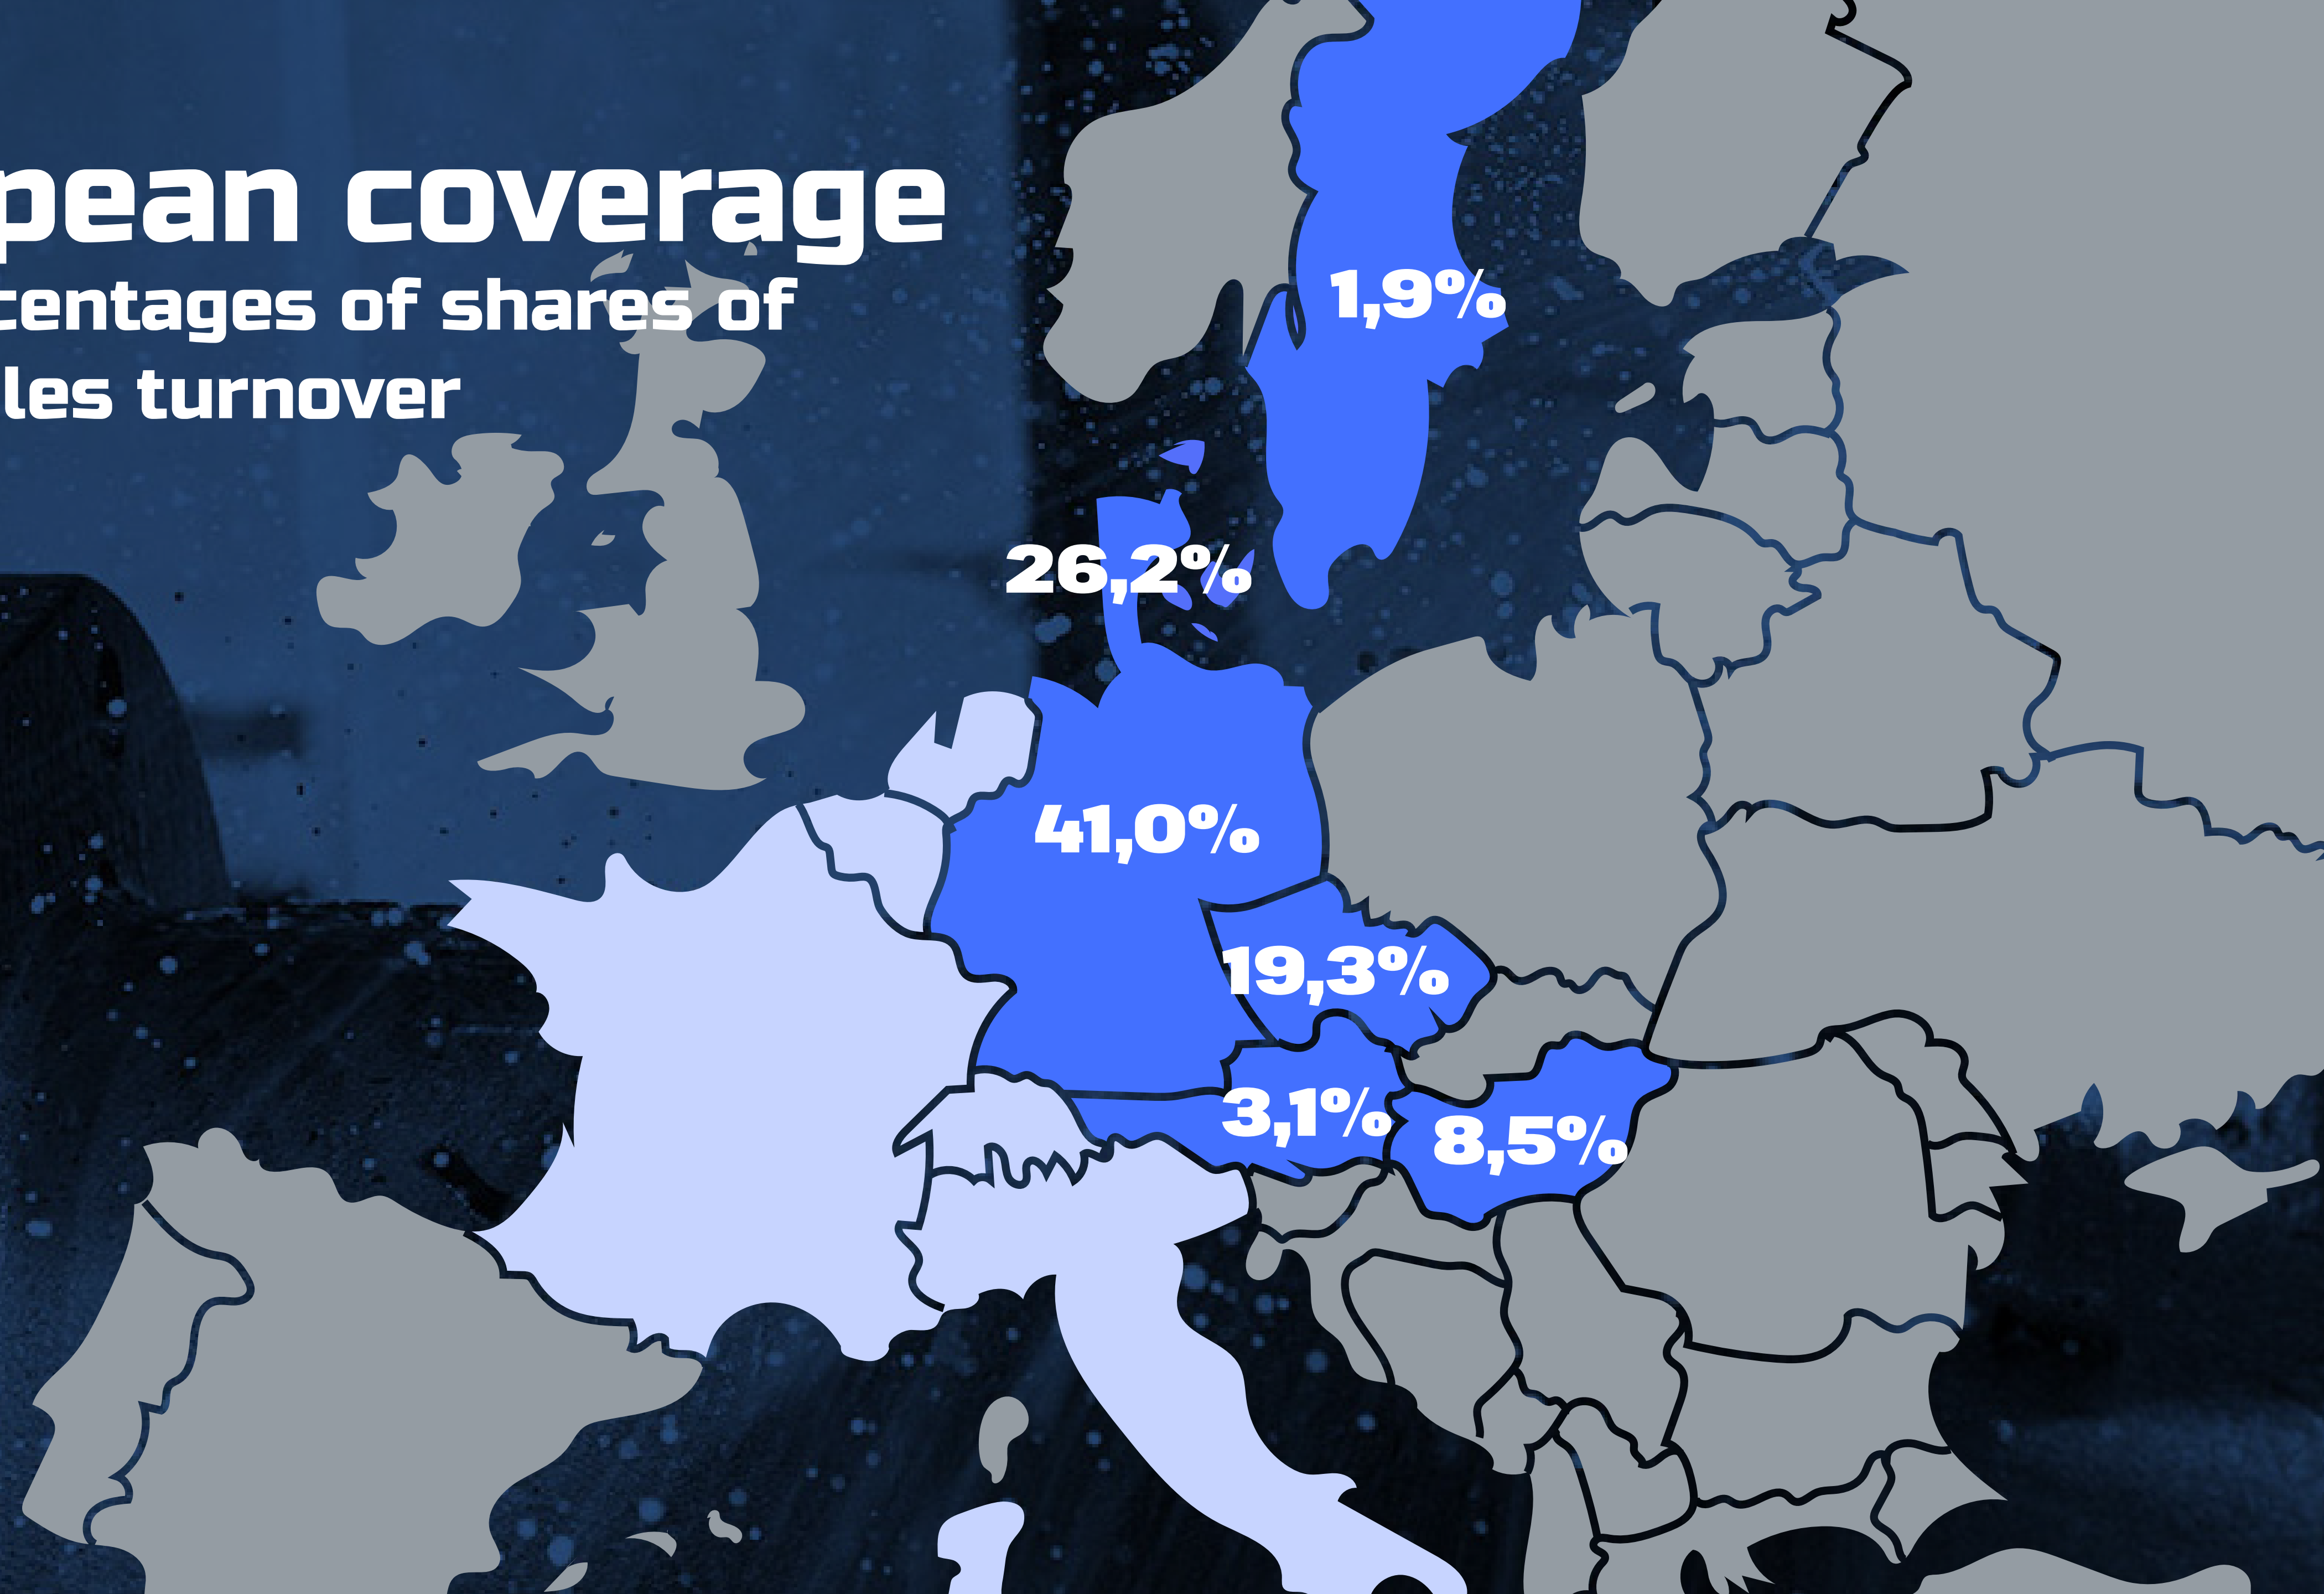 pean coverage
centages of shares of
les turnover
1,9%
26,2%
41,0%
19,3%
3,1%
8,5%